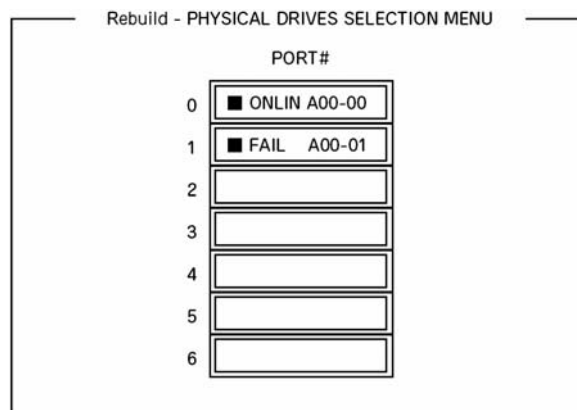 Rebuild - PHYSICAL DRIVES SELECTION MENU
PORT#
0 ■ ONLIN A00-00
1 ■ FAIL A00-01
2
3
4
5
6